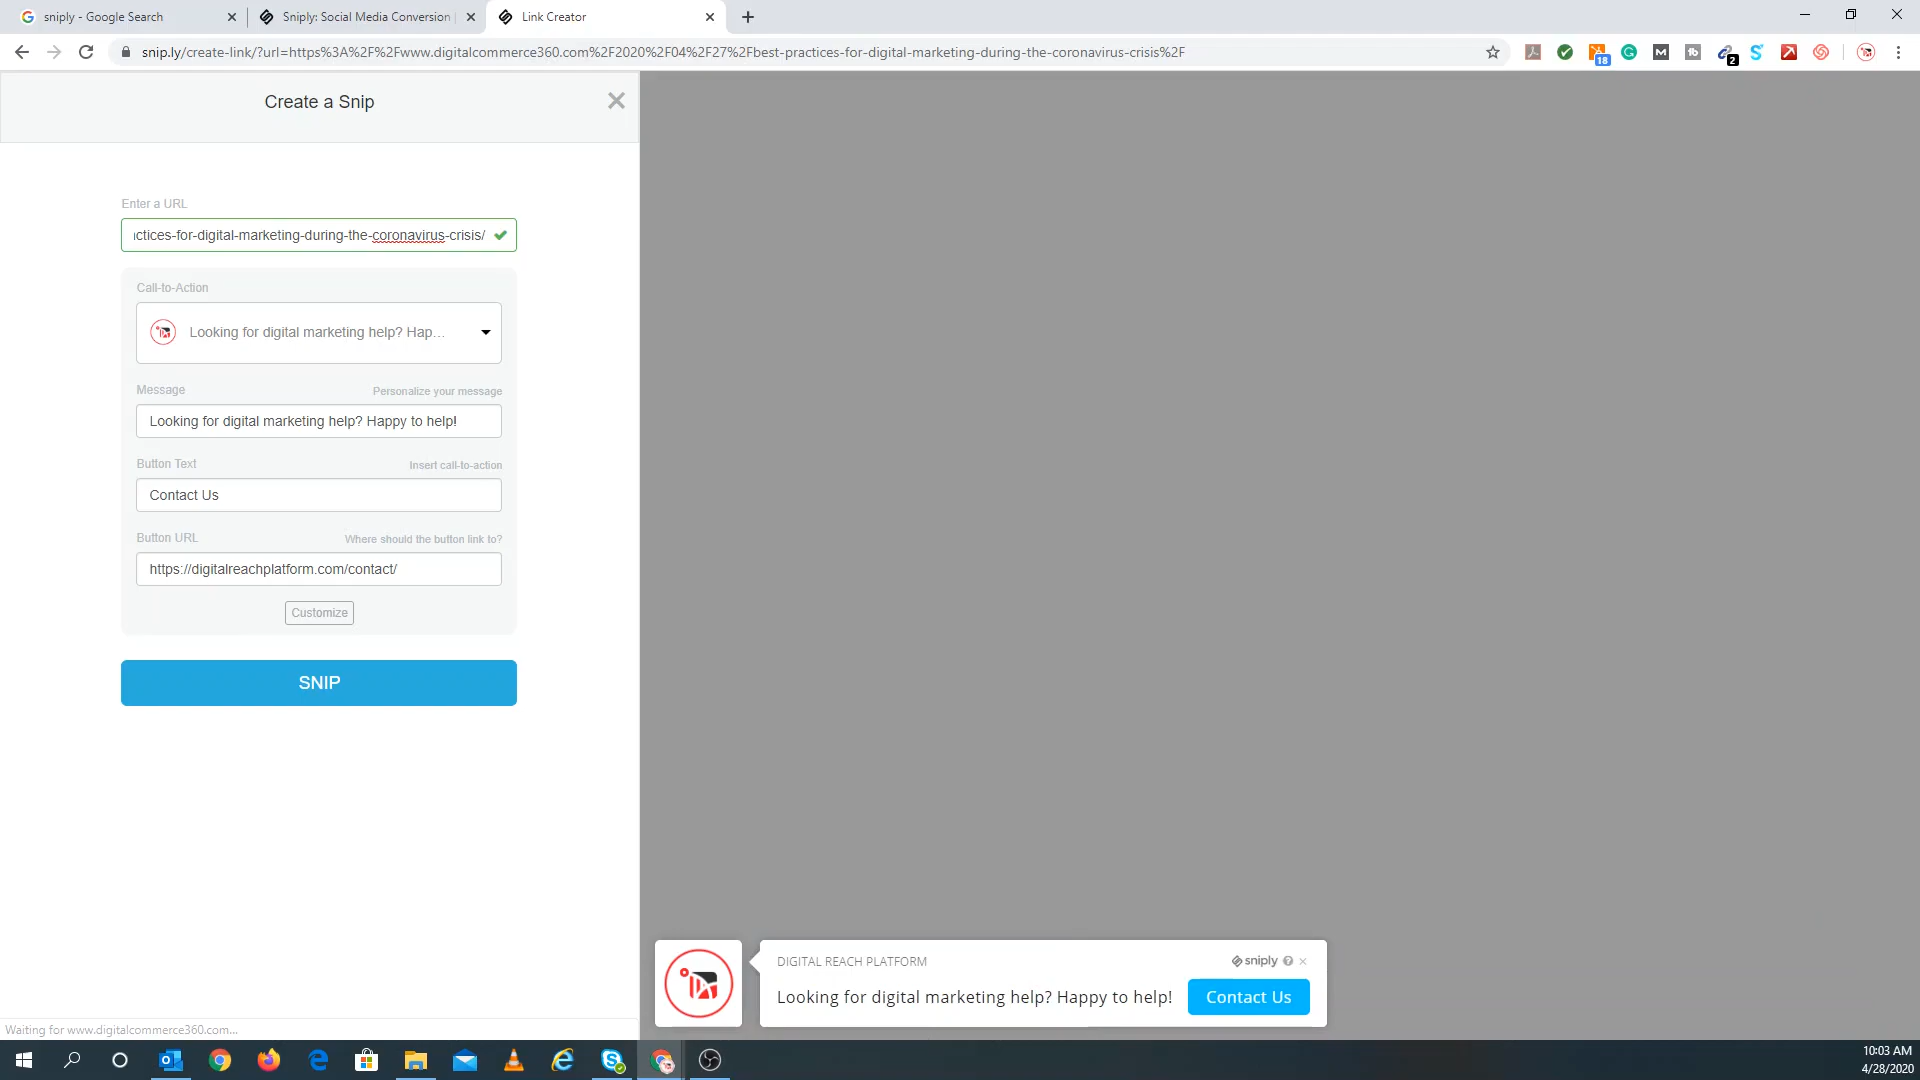 sniply - Google Search
Sniply: Social Media Conversion
Link Creator
snip.ly/create-link/?url=https%3A%2F%2Fwww.digitalcommerce360.com%2F2020%2F04%2F27%2Fbest-practices-for-digital-marketing-during-the-coronavirus-crisis%2F
18
2
Create a Snip
Enter a URL
ictices-for-digital-marketing-during-the-coronavirus-crisis/
Call-to-Action
Looking for digital marketing help? Hap...
Message
Personalize your message
Looking for digital marketing help? Happy to help!
Button Text
Insert call-to-action
Contact Us
Button URL
Where should the button link to?
https://digitalreachplatform.com/contact/
Customize
SNIP
DIGITAL REACH PLATFORM
sniply
Looking for digital marketing help? Happy to help!
Contact Us
Waiting for www.digitalcommerce360.com...
10:03 AM
4/28/2020